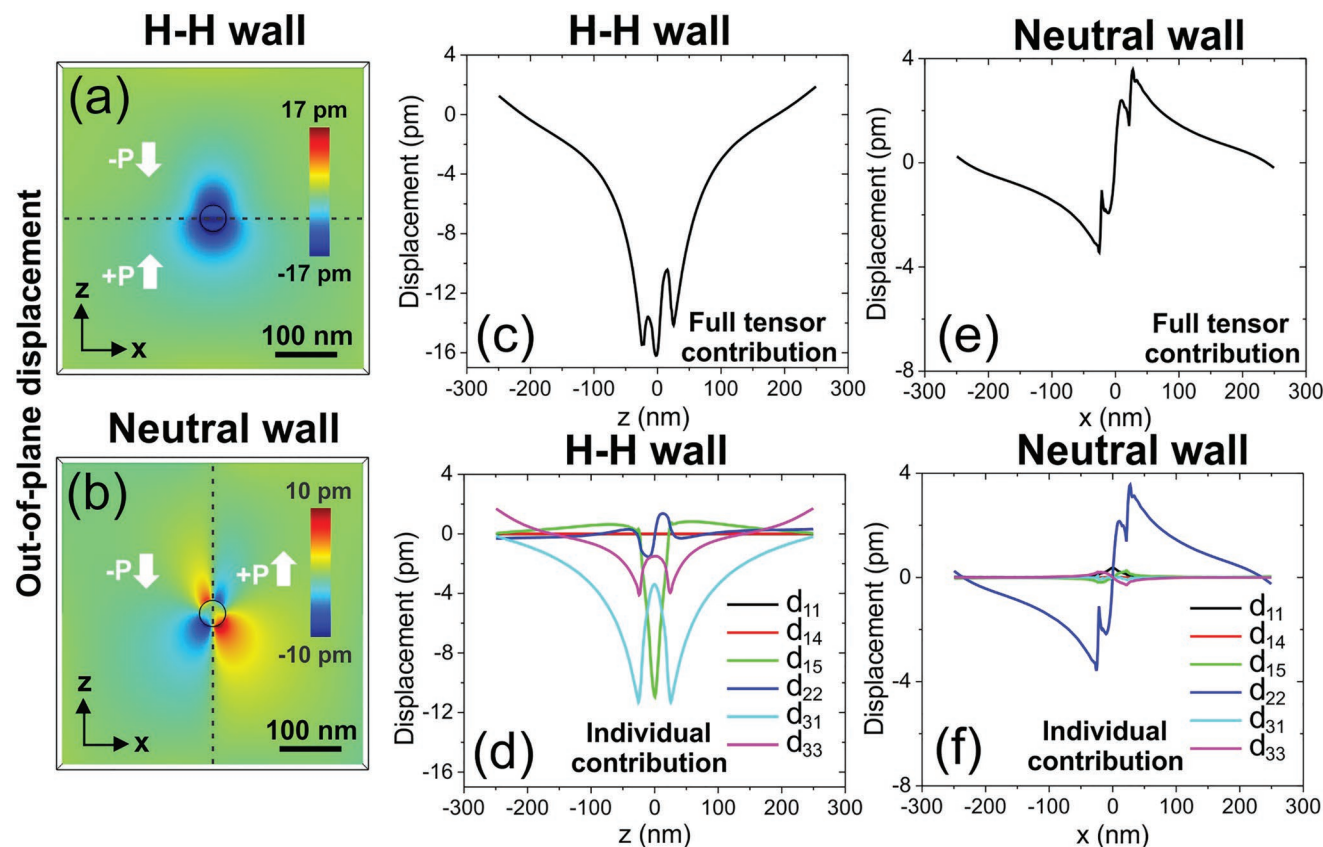 Out-of-plane displacement
H-H wall
(a)
17 pm
-17 pm
-P
+P
z
x
100 nm
Neutral wall
(b)
10 pm
-10 pm
-P
+P
z
x
100 nm
H-H wall
4
0
-4
-8
-12
-16
Displacement (pm)
(c)
Full tensor
contribution
-300 -200 -100 0 100 200 300
z (nm)
H-H wall
4
0
-4
-8
-12
-16
Displacement (pm)
d11
d14
d15
d22
d31
d33
(d)
Individual
contribution
-300 -200 -100 0 100 200 300
z (nm)
Neutral wall
4
0
-4
-8
Displacement (pm)
(e)
Full tensor
contribution
-300 -200 -100 0 100 200 300
x (nm)
Neutral wall
4
0
-4
-8
Displacement (pm)
d11
d14
d15
d22
d31
d33
(f)
Individual
contribution
-300 -200 -100 0 100 200 300
x (nm)